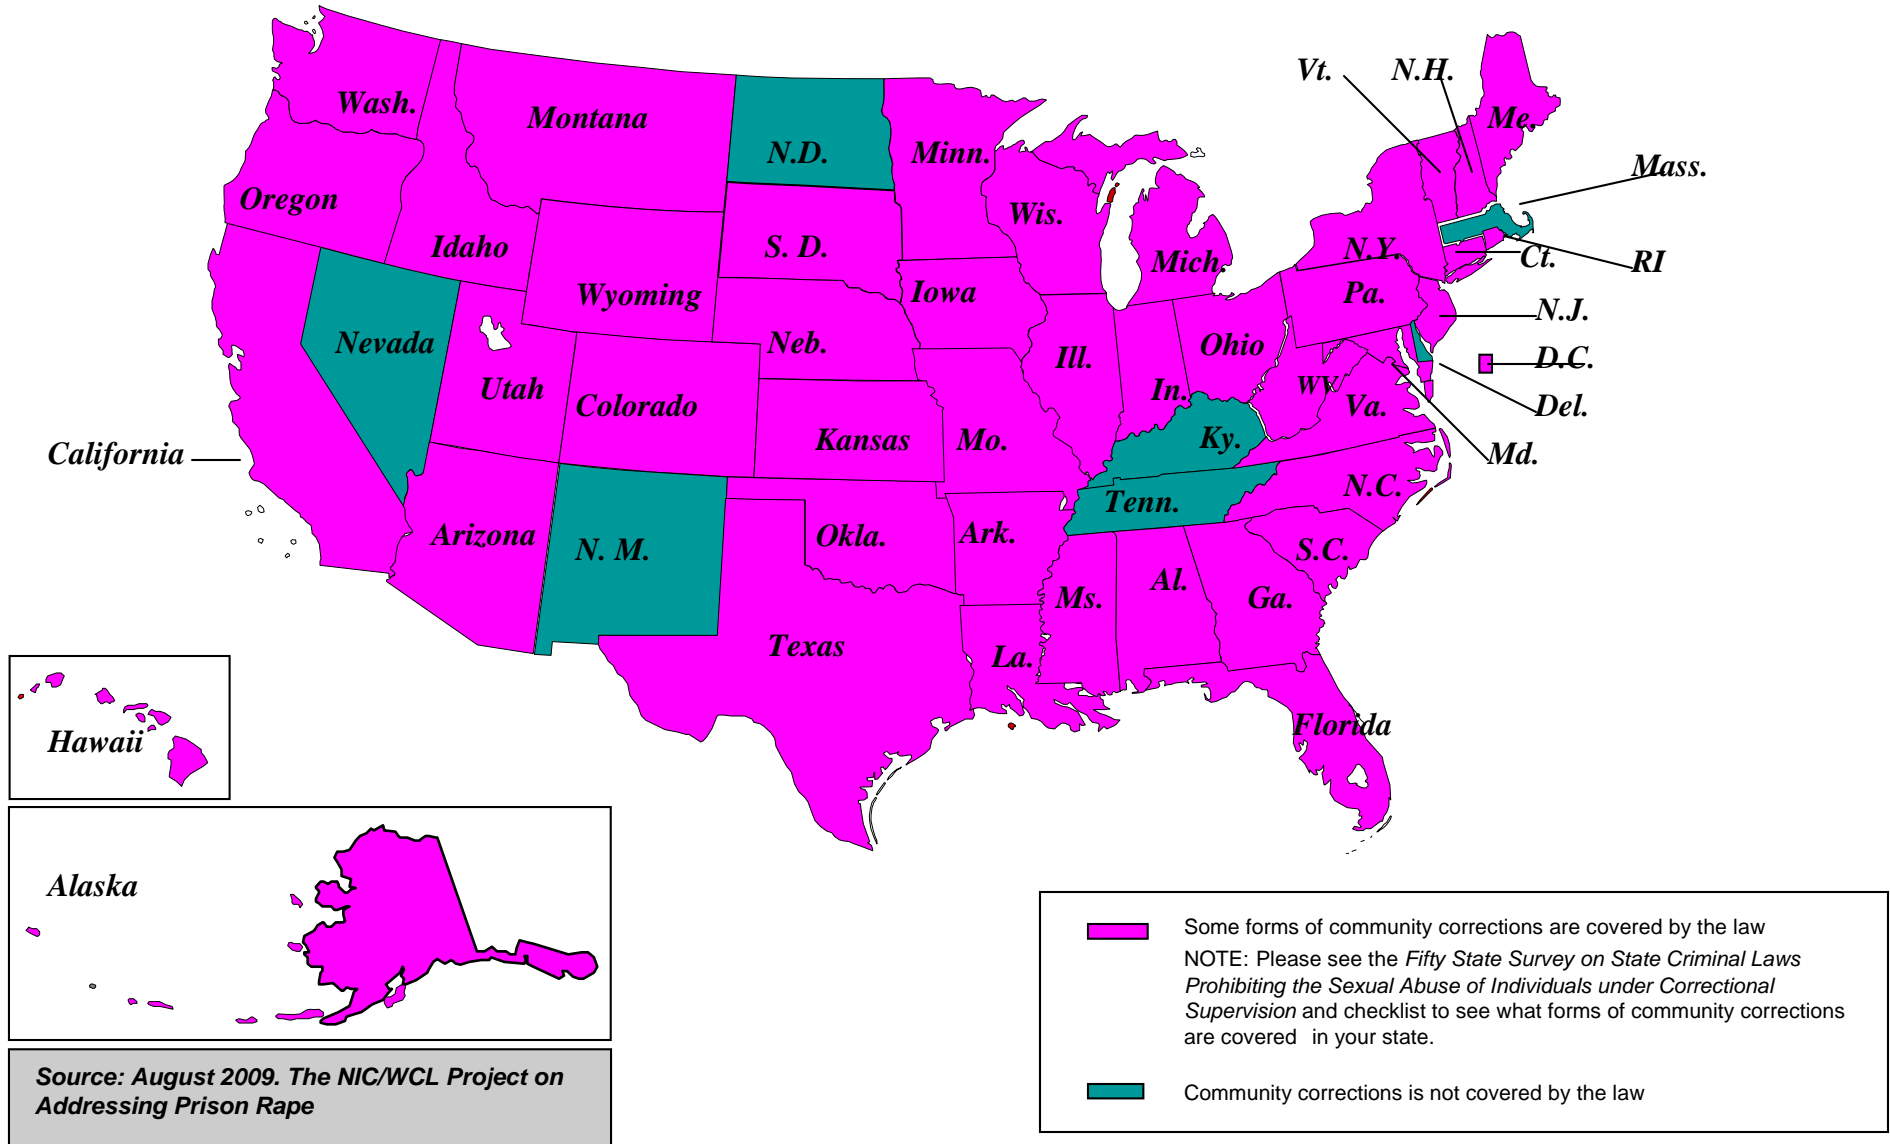 Vt.
N.H.
Wash.
Montana
Me.
N.D.
Minn.
Mass.
Oregon
Wis.
Idaho
S. D.
N.Y.
Ct.
RI
Mich.
Wyoming
Iowa
Pa.
N.J.
Nevada
Neb.
Ill.
Ohio
D.C.
Utah
Colorado
In.
WV
Va.
Del.
California
Kansas
Mo.
Ky.
Md.
Tenn.
N.C.
Arizona
N. M.
Okla.
Ark.
S.C.
Ms.
Al.
Ga.
Texas
La.
Florida
Hawaii
Alaska
Some forms of community corrections are covered by the law
NOTE: Please see the Fifty State Survey on State Criminal Laws
Prohibiting the Sexual Abuse of Individuals under Correctional
Supervision and checklist to see what forms of community corrections
are covered in your state.
Community corrections is not covered by the law
Source: August 2009. The NIC/WCL Project on
Addressing Prison Rape